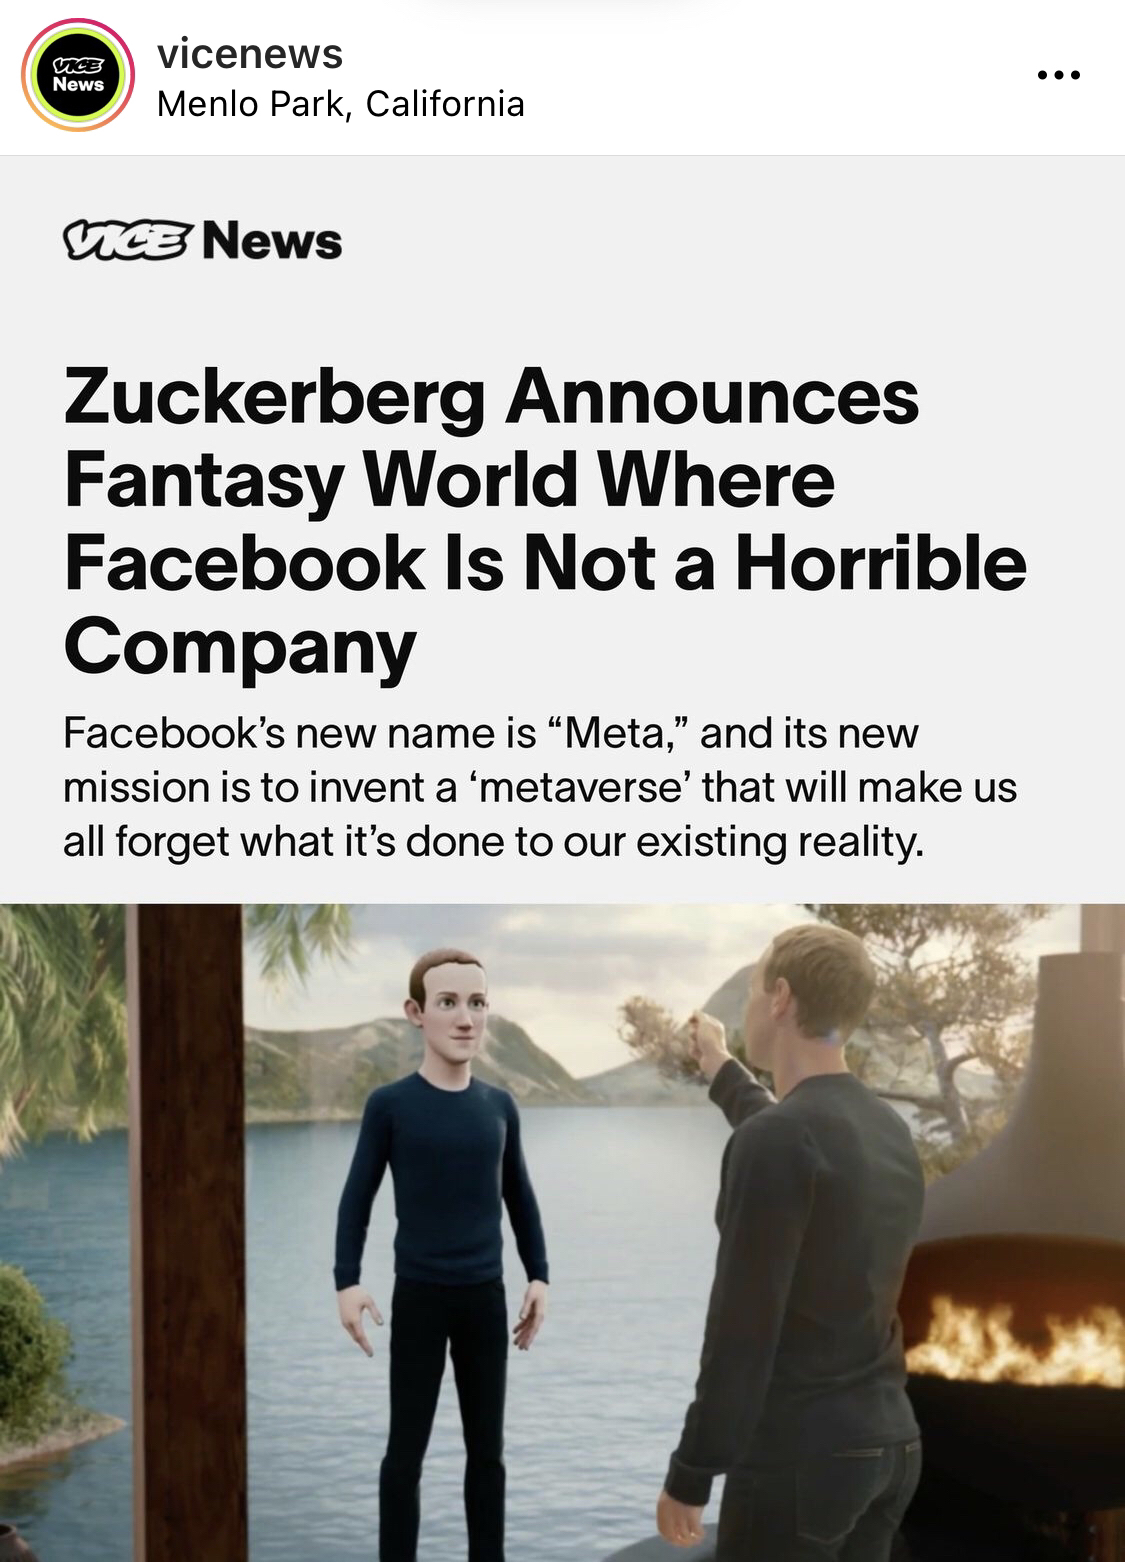 VICE
News
vicenews
Menlo Park, California
VICE News
Zuckerberg Announces
Fantasy World Where
Facebook Is Not a Horrible
Company
Facebook’s new name is “Meta,” and its new
mission is to invent a ‘metaverse’ that will make us
all forget what it’s done to our existing reality.